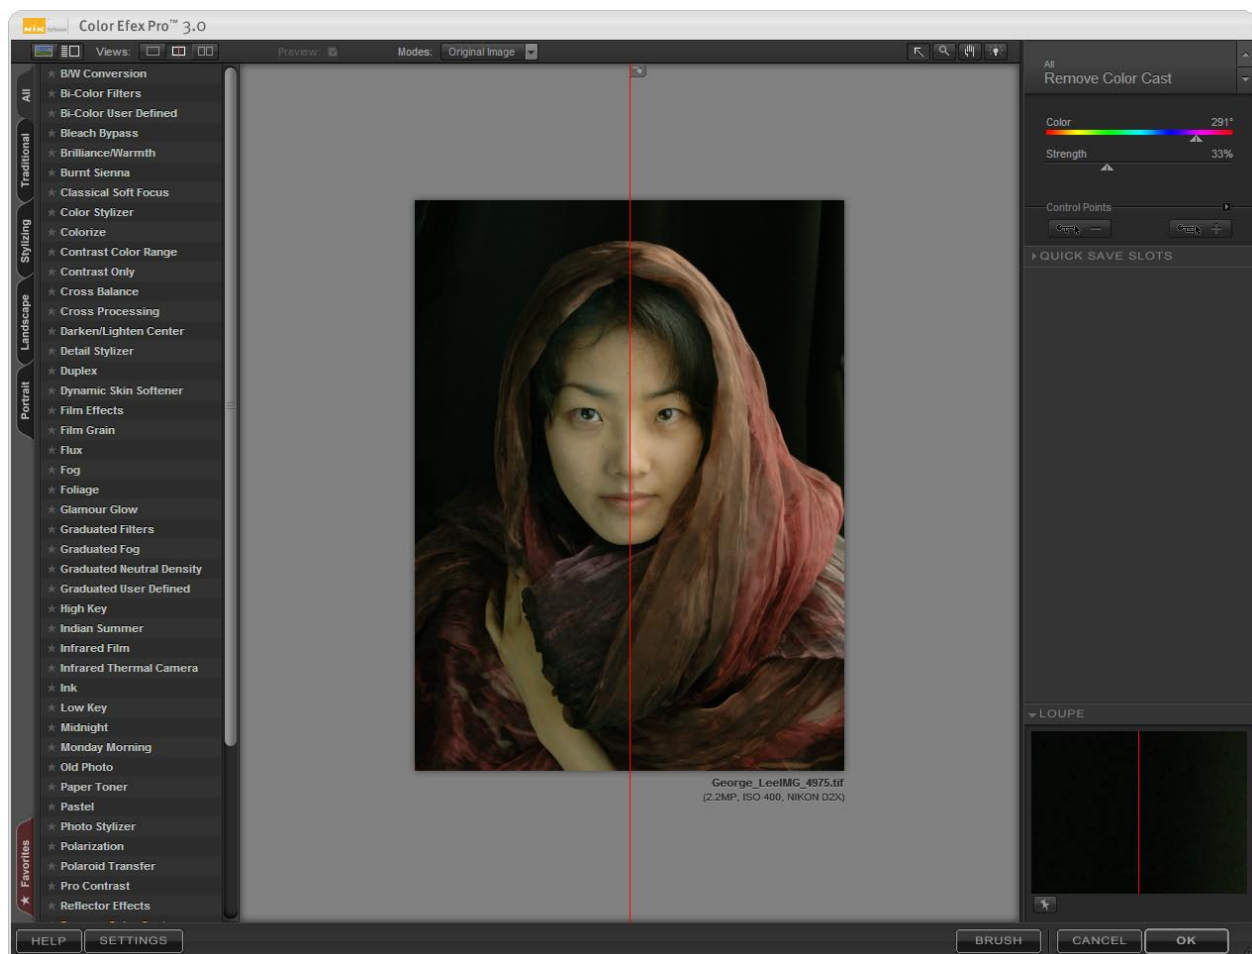 nik Software Color Efex Pro™ 3.0
Views:
Preview:
Modes: Original Image
All
Traditional
Stylizing
Landscape
Portrait
Favorites
B/W Conversion
Bi-Color Filters
Bi-Color User Defined
Bleach Bypass
Brilliance/Warmth
Burnt Sienna
Classical Soft Focus
Color Stylizer
Colorize
Contrast Color Range
Contrast Only
Cross Balance
Cross Processing
Darken/Lighten Center
Detail Stylizer
Duplex
Dynamic Skin Softener
Film Effects
Film Grain
Flux
Fog
Foliage
Glamour Glow
Graduated Filters
Graduated Fog
Graduated Neutral Density
Graduated User Defined
High Key
Indian Summer
Infrared Film
Infrared Thermal Camera
Ink
Low Key
Midnight
Monday Morning
Old Photo
Paper Toner
Pastel
Photo Stylizer
Polarization
Polaroid Transfer
Pro Contrast
Reflector Effects
George_LeeIMG_4975.tif
(2.2MP, ISO 400, NIKON D2X)
All
Remove Color Cast
Color 291°
Strength 33%
Control Points
QUICK SAVE SLOTS
LOUPE
HELP SETTINGS BRUSH CANCEL OK